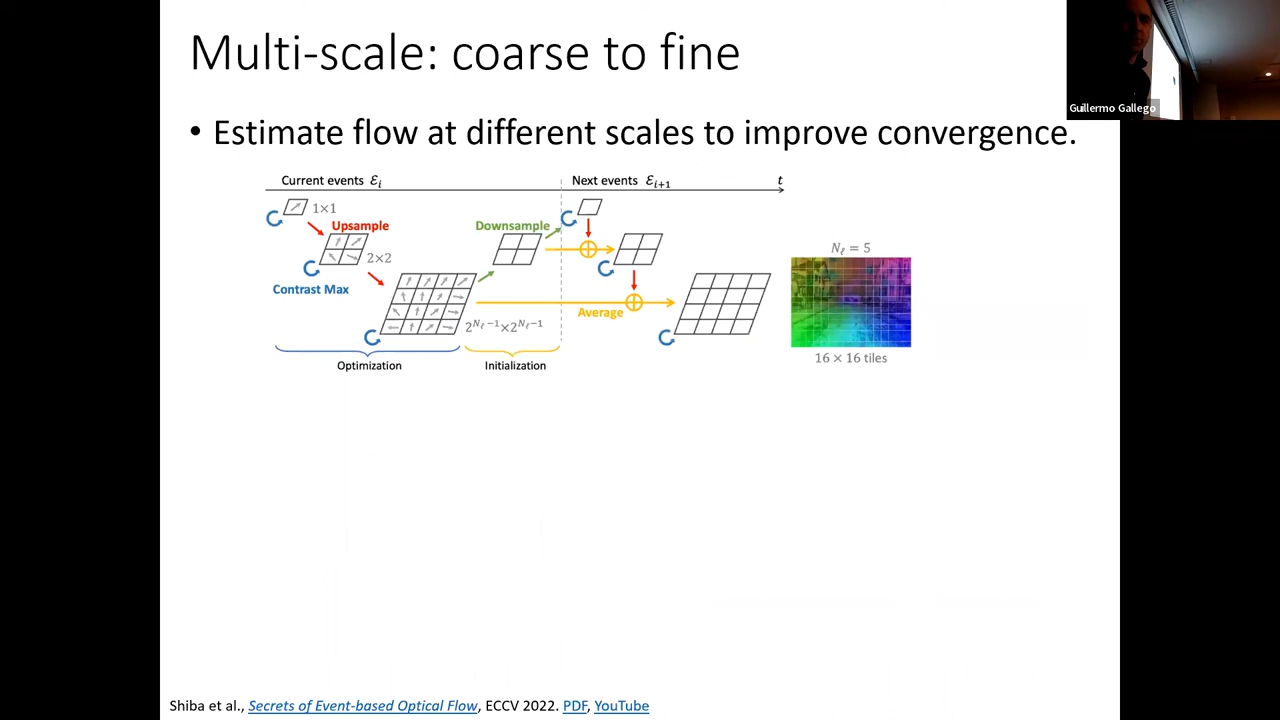 Multi-scale: coarse to fine
Guillermo Gallego
• Estimate flow at different scales to improve convergence.
Current events ℰᵢ
Next events ℰᵢ₊₁
t
1×1
Upsample
Downsample
2×2
Contrast Max
Average
2^{N_ℓ−1}×2^{N_ℓ−1}
Optimization
Initialization
N_ℓ = 5
16 × 16 tiles
Shiba et al., Secrets of Event-based Optical Flow, ECCV 2022. PDF, YouTube